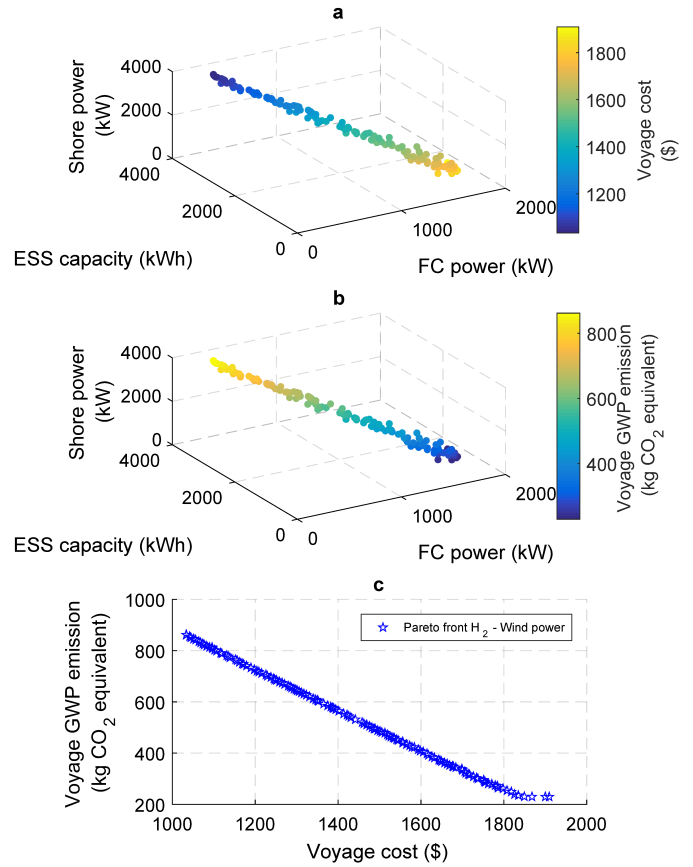 a
Shore power
(kW)
4000
2000
0
4000
2000
0
ESS capacity (kWh)
0
1000
2000
FC power (kW)
1800
1600
1400
1200
Voyage cost
($)
b
Shore power
(kW)
4000
2000
0
4000
2000
0
ESS capacity (kWh)
0
1000
2000
FC power (kW)
800
600
400
Voyage GWP emission
(kg CO2 equivalent)
c
Voyage GWP emission
(kg CO2 equivalent)
1000
800
600
400
200
Pareto front H2 - Wind power
1000
1200
1400
1600
1800
2000
Voyage cost ($)